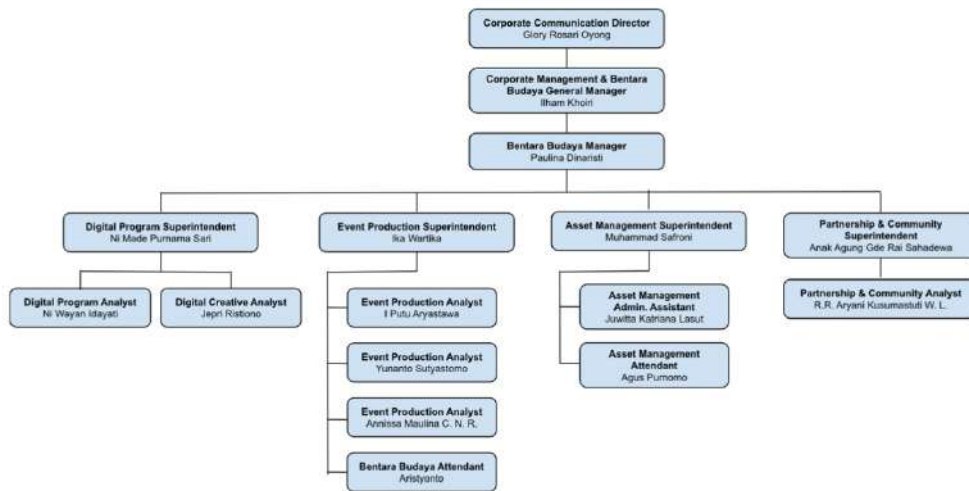 Corporate Communication Director
Glory Rosari Oyong
Corporate Management & Bentara
Budaya General Manager
Ilham Khoiri
Bentara Budaya Manager
Paulina Dinartisti
Digital Program Superintendent
Ni Made Purnama Sari
Event Production Superintendent
Ika Wartika
Asset Management Superintendent
Muhammad Safroni
Partnership & Community
Superintendent
Anak Agung Gde Rai Sahadewa
Digital Program Analyst
Ni Wayan Idayati
Digital Creative Analyst
Jepri Ristiono
Event Production Analyst
I Putu Aryastawa
Event Production Analyst
Yunanto Sutyastomo
Event Production Analyst
Annissa Maulina C. N. R.
Bentara Budaya Attendant
Aristyonto
Asset Management
Admin. Assistant
Juwitta Katriana Lasut
Asset Management
Attendant
Agus Purnomo
Partnership & Community Analyst
R.R. Aryani Kusumastuti W. L.